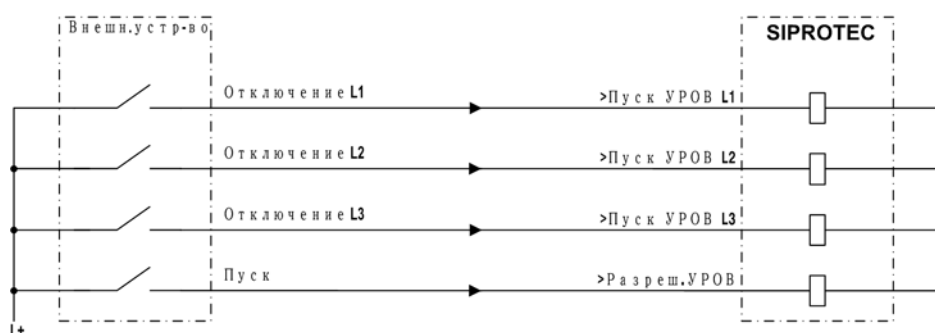 Внешн.устр-во
SIPROTEC
Отключение L1
>Пуск УРОВ L1
Отключение L2
>Пуск УРОВ L2
Отключение L3
>Пуск УРОВ L3
Пуск
>Разреш.УРОВ
L+